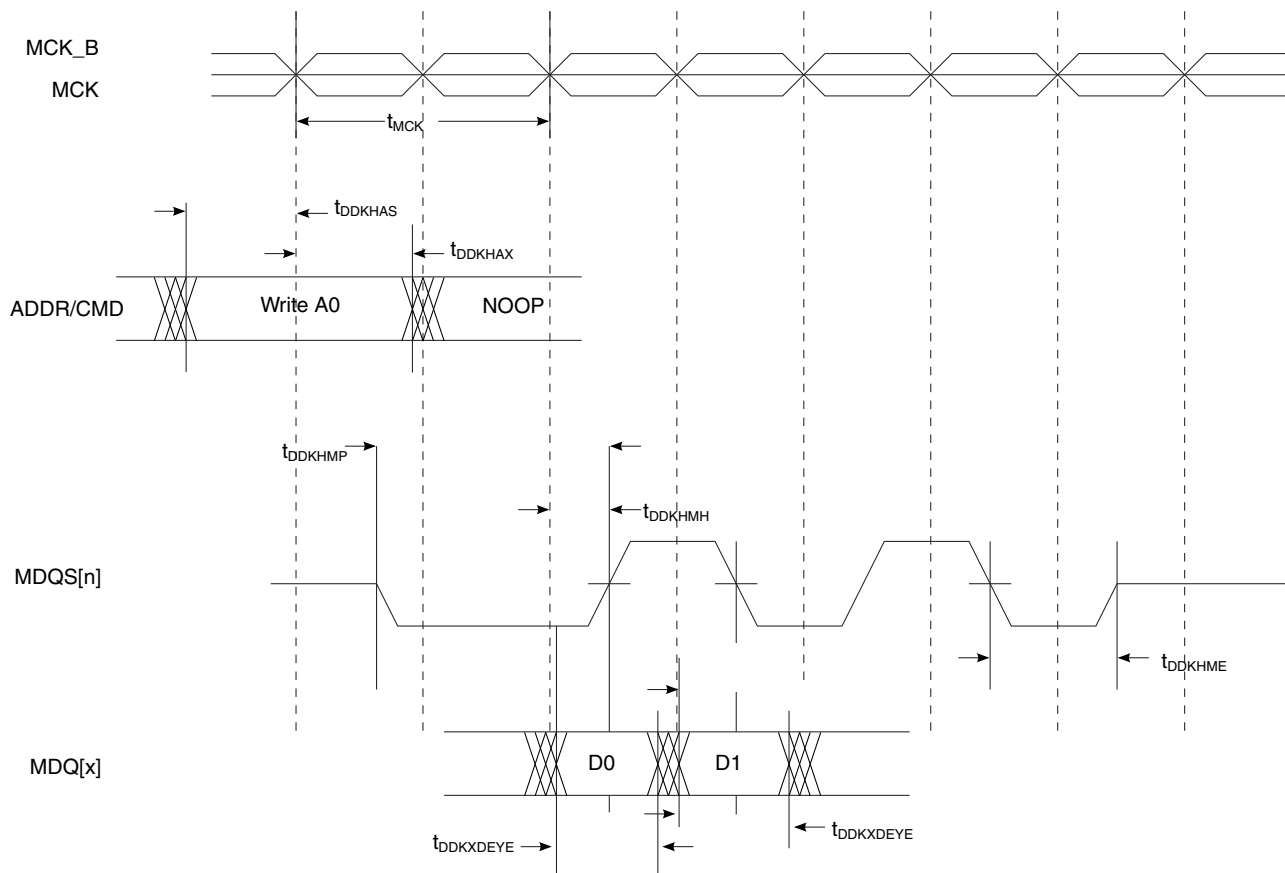 MCK_B
MCK
tMCK
tDDKHAS
tDDKHAX
ADDR/CMD
Write A0
NOOP
tDDKHMP
tDDKHMH
MDQS[n]
tDDKHME
MDQ[x]
D0
D1
tDDKXDEYE
tDDKXDEYE